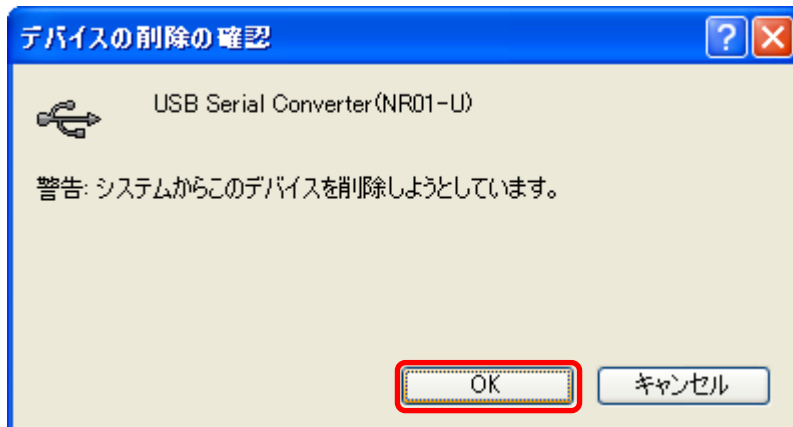 デバイスの削除の確認
USB Serial Converter(NR01-U)
警告: システムからこのデバイスを削除しようとしています。
OK
キャンセル